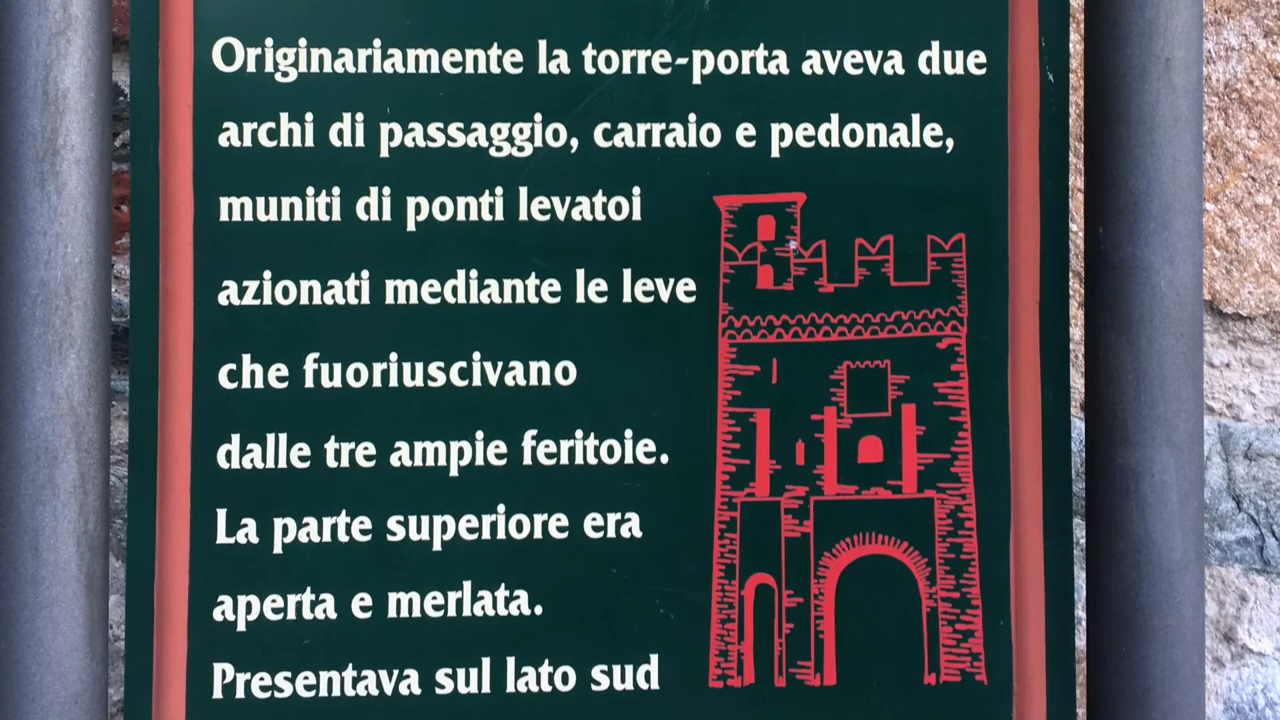 Originariamente la torre-porta aveva due
archi di passaggio, carraio e pedonale,
muniti di ponti levatoi
azionati mediante le leve
che fuoriuscivano
dalle tre ampie feritoie.
La parte superiore era
aperta e merlata.
Presentava sul lato sud